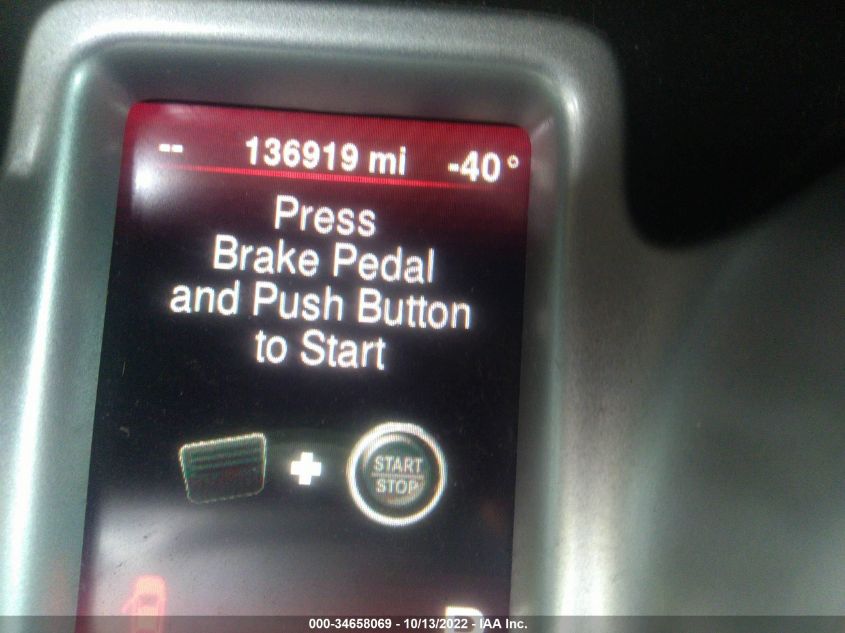 -- 136919 mi -40°
Press
Brake Pedal
and Push Button
to Start
START
STOP
000-34658069 - 10/13/2022 - IAA Inc.